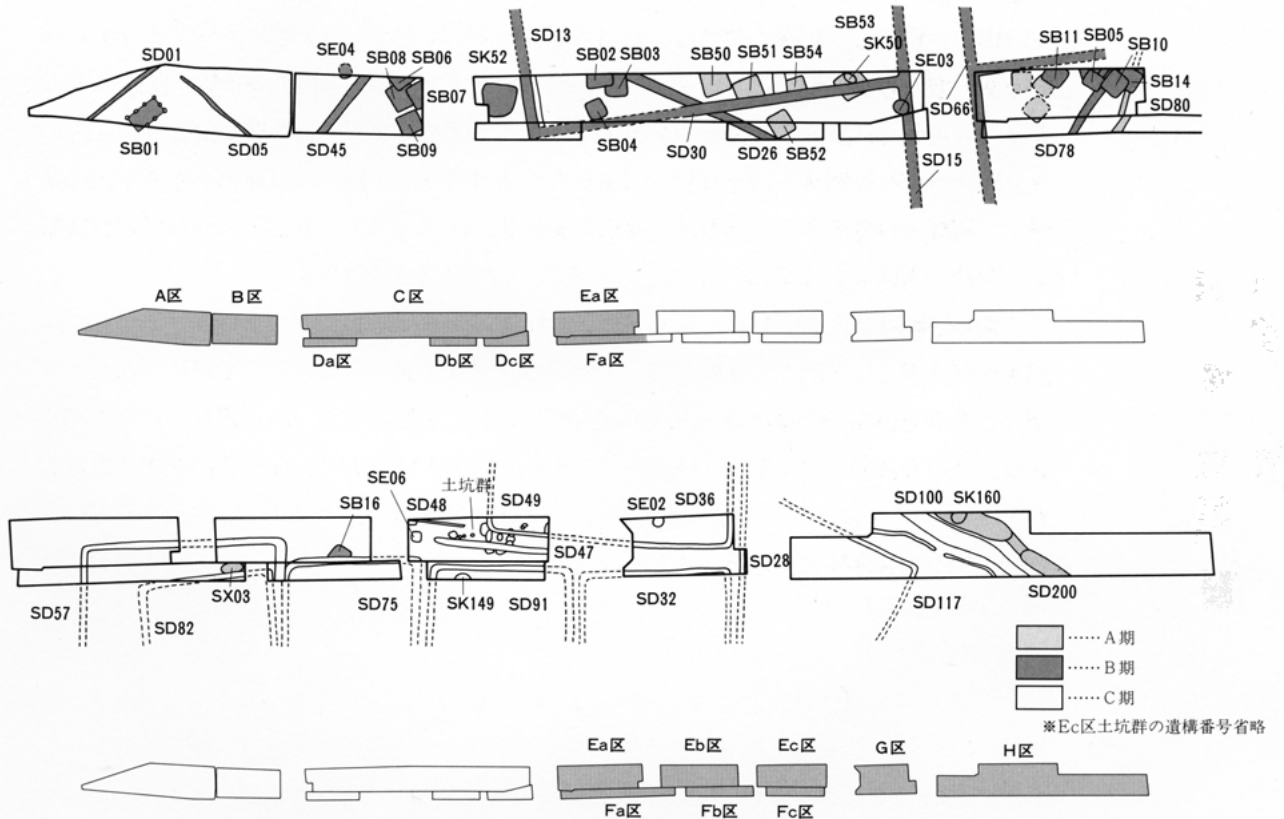 SD01
SE04
SB08
SB06
SB07
SB01
SD05
SD45
SB09
SK52
SD13
SB02
SB03
SB50
SB51
SB54
SB53
SK50
SE03
SD66
SB11
SB05
SB10
SB14
SD80
SB04
SD30
SD26
SB52
SD15
SD78
A区
B区
C区
Ea区
Da区
Db区
Dc区
Fa区
SE06
SD48
土坑群
SD49
SB16
SD47
SE02
SD36
SD28
SD100
SK160
SD57
SX03
SD82
SD75
SK149
SD91
SD32
SD117
SD200
……A期
……B期
……C期
※Ec区土坑群の遺構番号省略
Ea区
Eb区
Ec区
G区
H区
Fa区
Fb区
Fc区